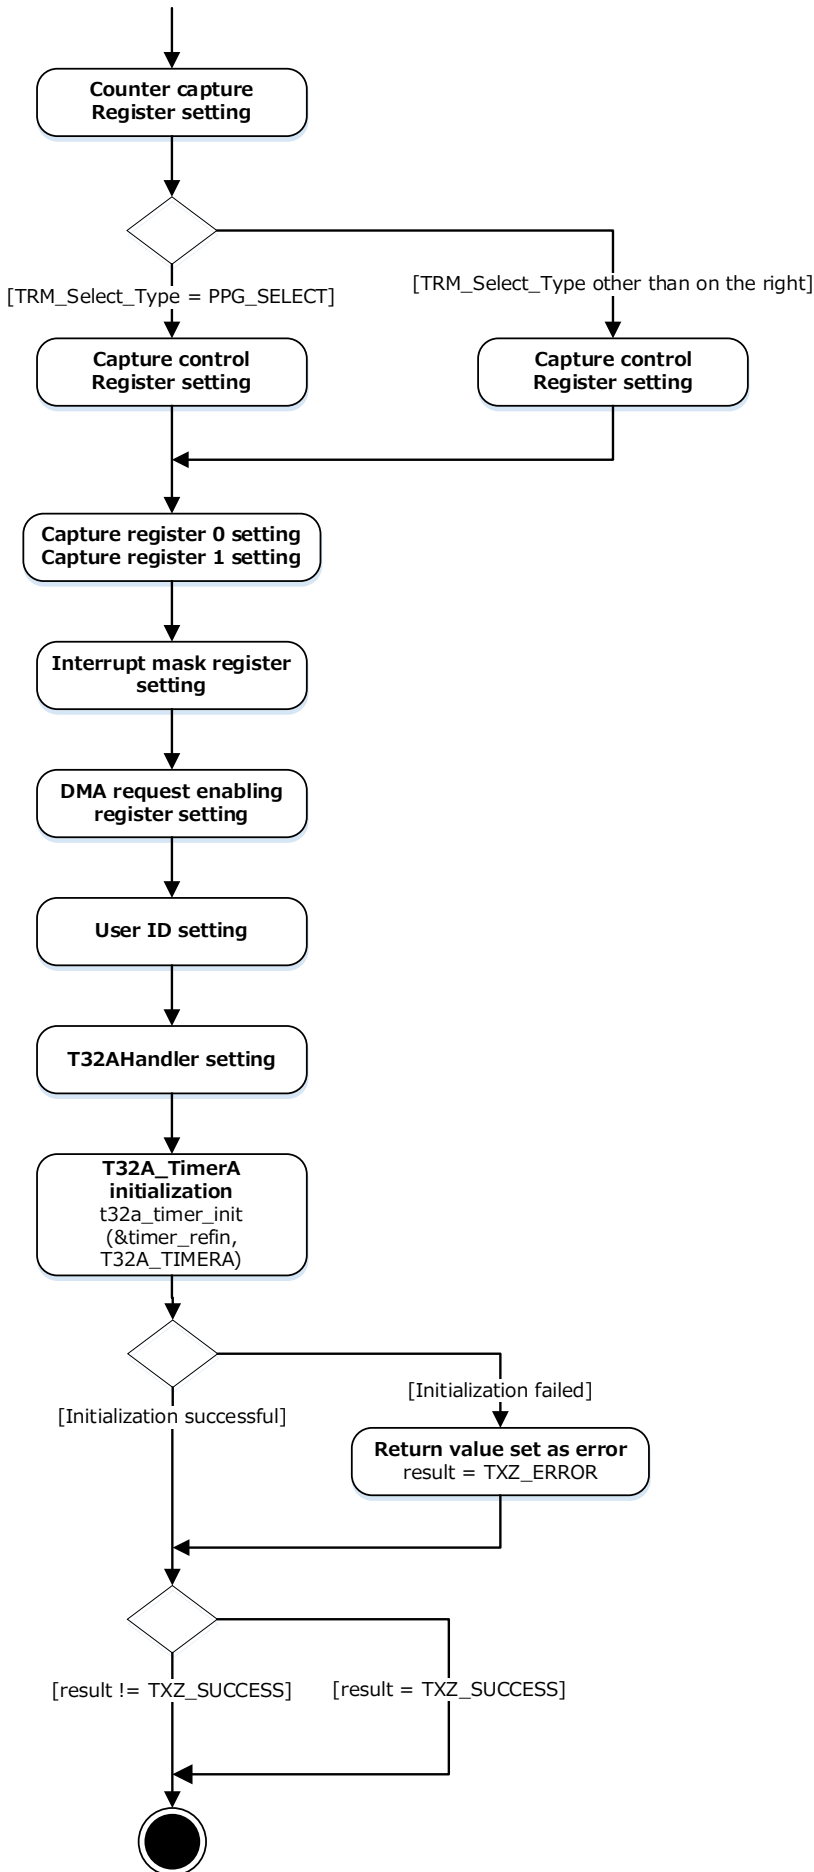 Counter capture
Register setting
[TRM_Select_Type = PPG_SELECT]
[TRM_Select_Type other than on the right]
Capture control
Register setting
Capture control
Register setting
Capture register 0 setting
Capture register 1 setting
Interrupt mask register
setting
DMA request enabling
register setting
User ID setting
T32AHandler setting
T32A_TimerA
initialization
t32a_timer_init
(&timer_refin,
T32A_TIMERA)
[Initialization successful]
[Initialization failed]
Return value set as error
result = TXZ_ERROR
[result != TXZ_SUCCESS]
[result = TXZ_SUCCESS]